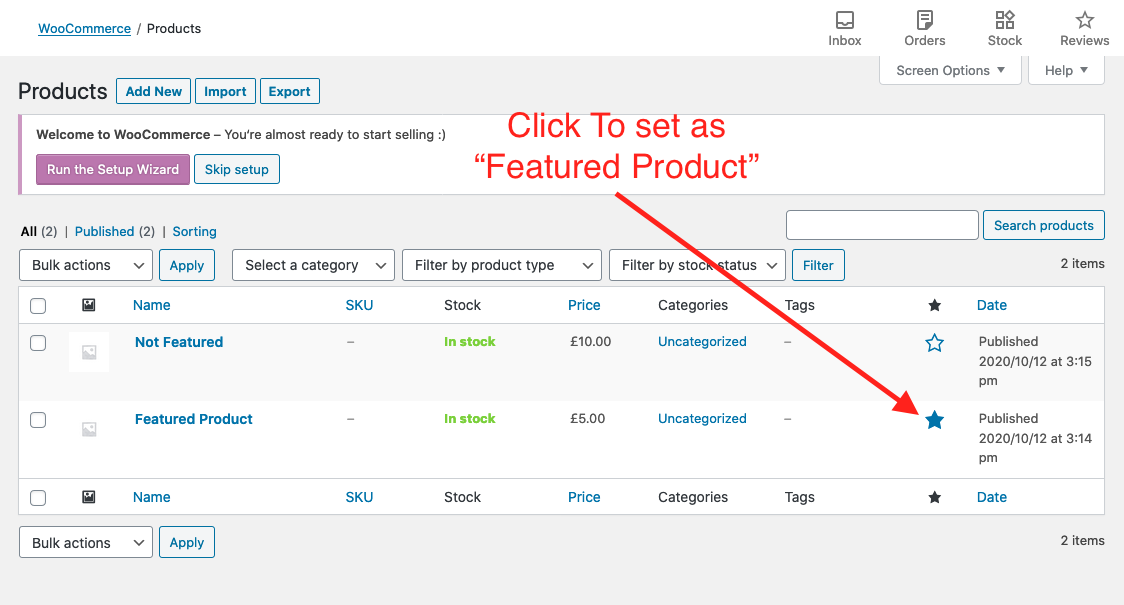 WooCommerce / Products
Inbox
Orders
Stock
Reviews
Screen Options
Help
Products
Add New
Import
Export
Welcome to WooCommerce – You're almost ready to start selling :)
Run the Setup Wizard
Skip setup
Click To set as
“Featured Product”
All (2) | Published (2) | Sorting
Search products
Bulk actions
Apply
Select a category
Filter by product type
Filter by stock status
Filter
2 items
Name SKU Stock Price Categories Tags Date
Not Featured – In stock £10.00 Uncategorized – Published
2020/10/12 at 3:15
pm
Featured Product – In stock £5.00 Uncategorized – Published
2020/10/12 at 3:14
pm
Name SKU Stock Price Categories Tags Date
Bulk actions
Apply
2 items